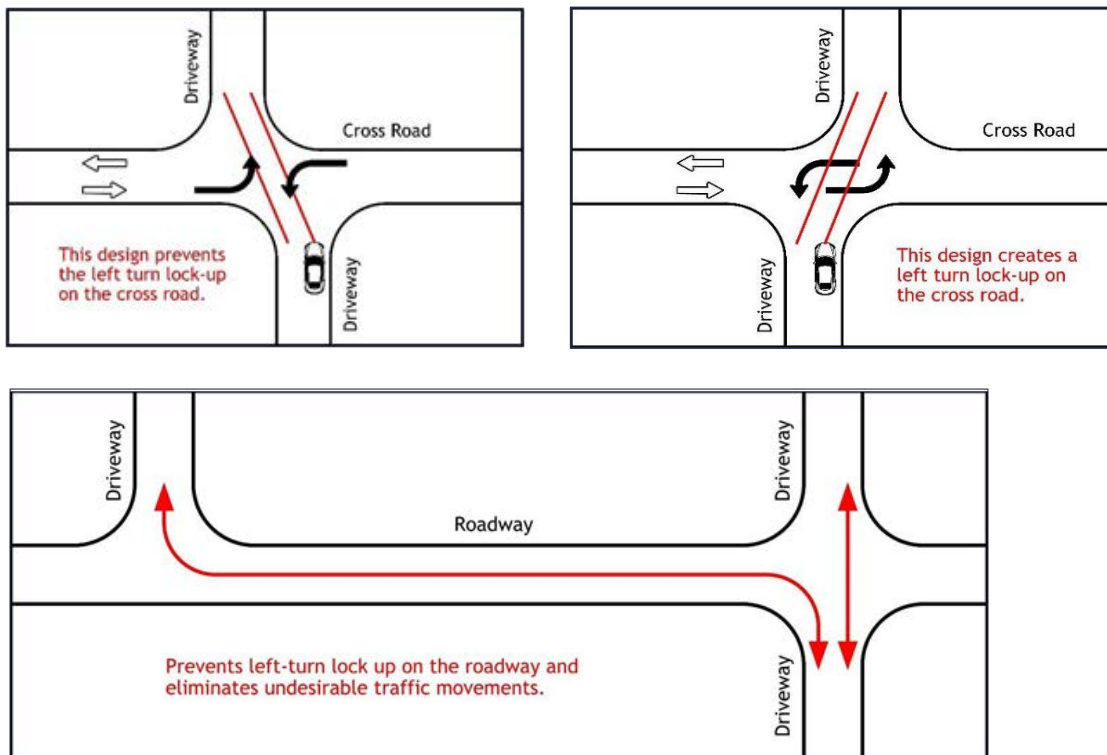 Driveway
Cross Road
This design prevents
the left turn lock-up
on the cross road.
Driveway
Driveway
Cross Road
This design creates a
left turn lock-up on
the cross road.
Driveway
Driveway
Driveway
Roadway
Prevents left-turn lock up on the roadway and
eliminates undesirable traffic movements.
Driveway